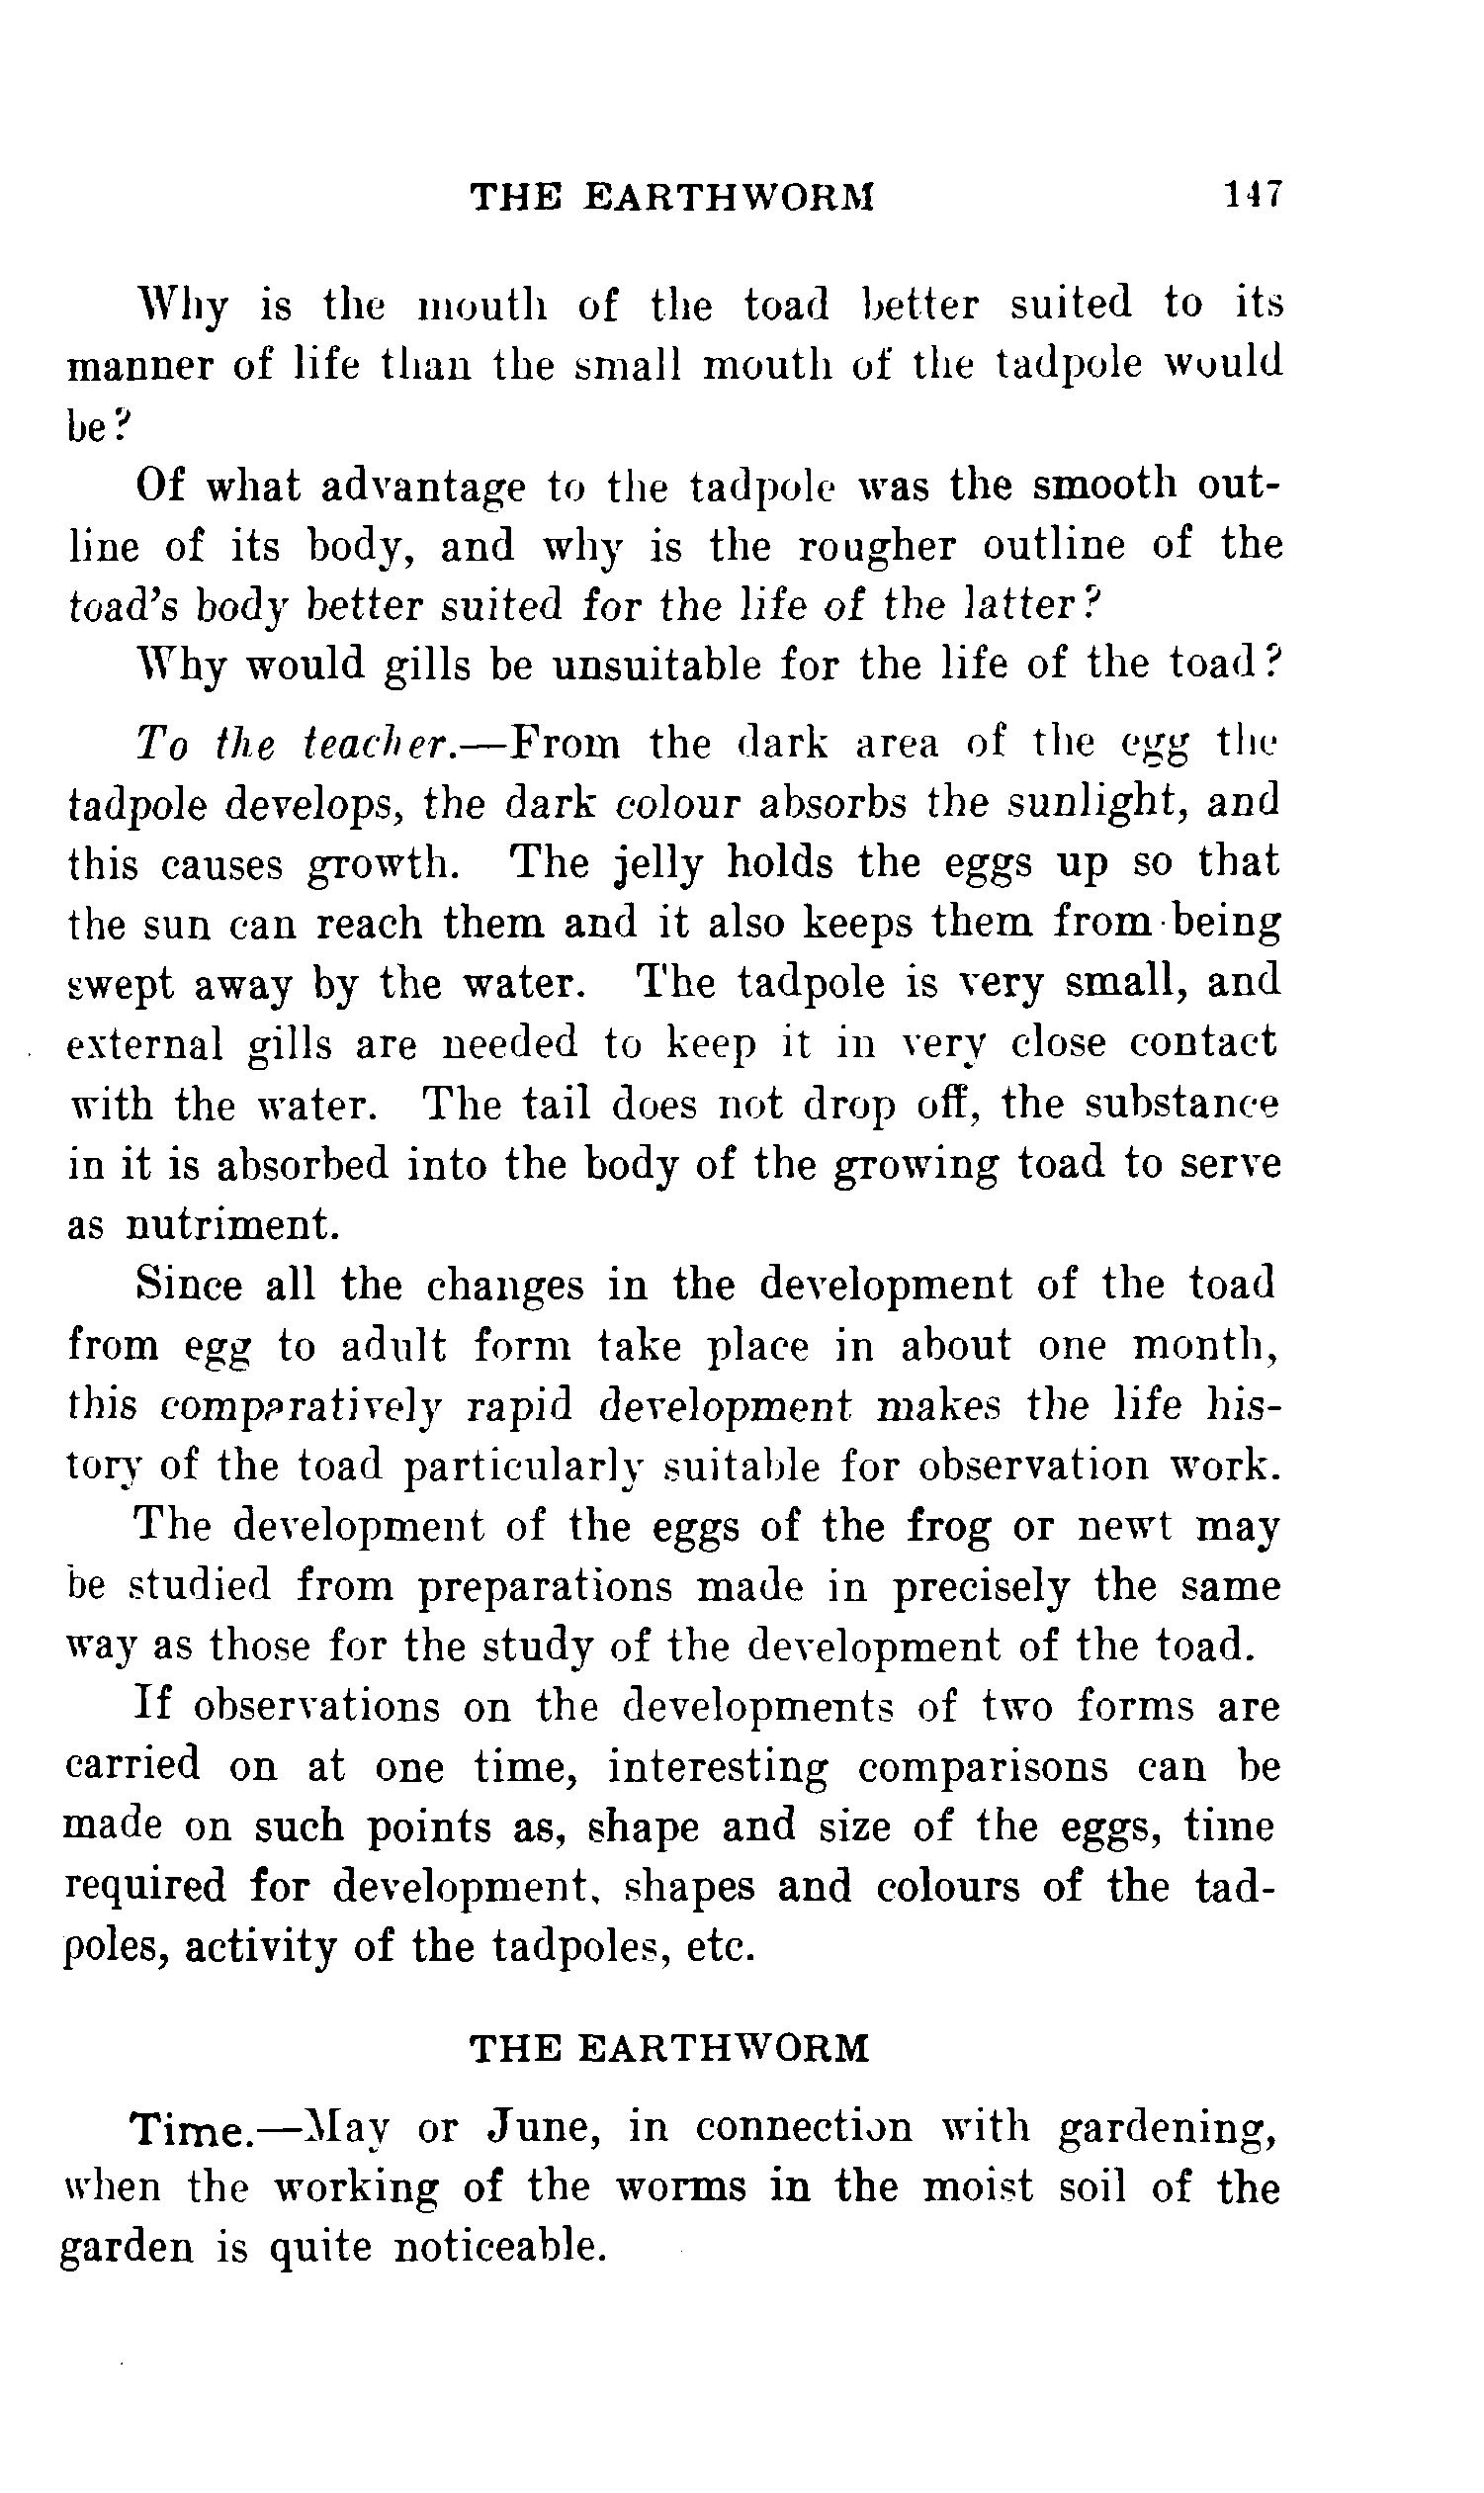 THE EARTHWORM 147
Why is the mouth of the toad better suited to its
manner of life than the small mouth of the tadpole would
be?
Of what advantage to the tadpole was the smooth out-
line of its body, and why is the rougher outline of the
toad's body better suited for the life of the latter?
Why would gills be unsuitable for the life of the toad?
To the teacher.—From the dark area of the egg the
tadpole develops, the dark colour absorbs the sunlight, and
this causes growth. The jelly holds the eggs up so that
the sun can reach them and it also keeps them from being
swept away by the water. The tadpole is very small, and
external gills are needed to keep it in very close contact
with the water. The tail does not drop off, the substance
in it is absorbed into the body of the growing toad to serve
as nutriment.
Since all the changes in the development of the toad
from egg to adult form take place in about one month,
this comparatively rapid development makes the life his-
tory of the toad particularly suitable for observation work.
The development of the eggs of the frog or newt may
be studied from preparations made in precisely the same
way as those for the study of the development of the toad.
If observations on the developments of two forms are
carried on at one time, interesting comparisons can be
made on such points as, shape and size of the eggs, time
required for development, shapes and colours of the tad-
poles, activity of the tadpoles, etc.
THE EARTHWORM
Time.—May or June, in connection with gardening,
when the working of the worms in the moist soil of the
garden is quite noticeable.